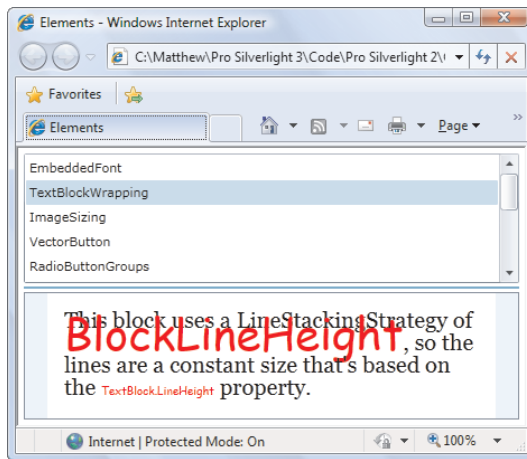 Elements - Windows Internet Explorer
C:\Matthew\Pro Silverlight 3\Code\Pro Silverlight 2\
Favorites
Elements
Page
»
EmbeddedFont
TextBlockWrapping
ImageSizing
VectorButton
RadioButtonGroups
This block uses a LineStackingStrategy of
BlockLineHeight, so the
lines are a constant size that's based on
the TextBlock.LineHeight property.
Internet | Protected Mode: On
100%